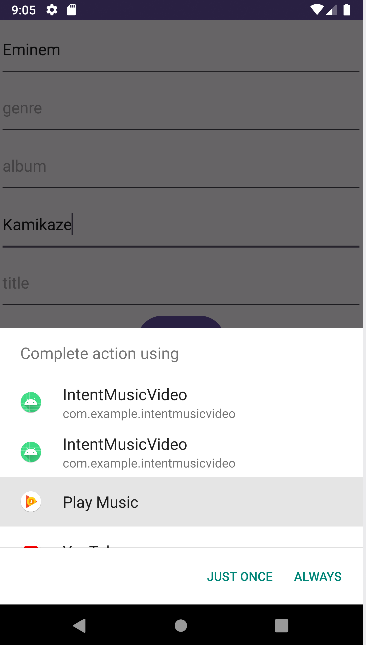 9:05
Eminem
genre
album
Kamikaze
title
Complete action using
IntentMusicVideo
com.example.intentmusicvideo
IntentMusicVideo
com.example.intentmusicvideo
Play Music
JUST ONCE ALWAYS